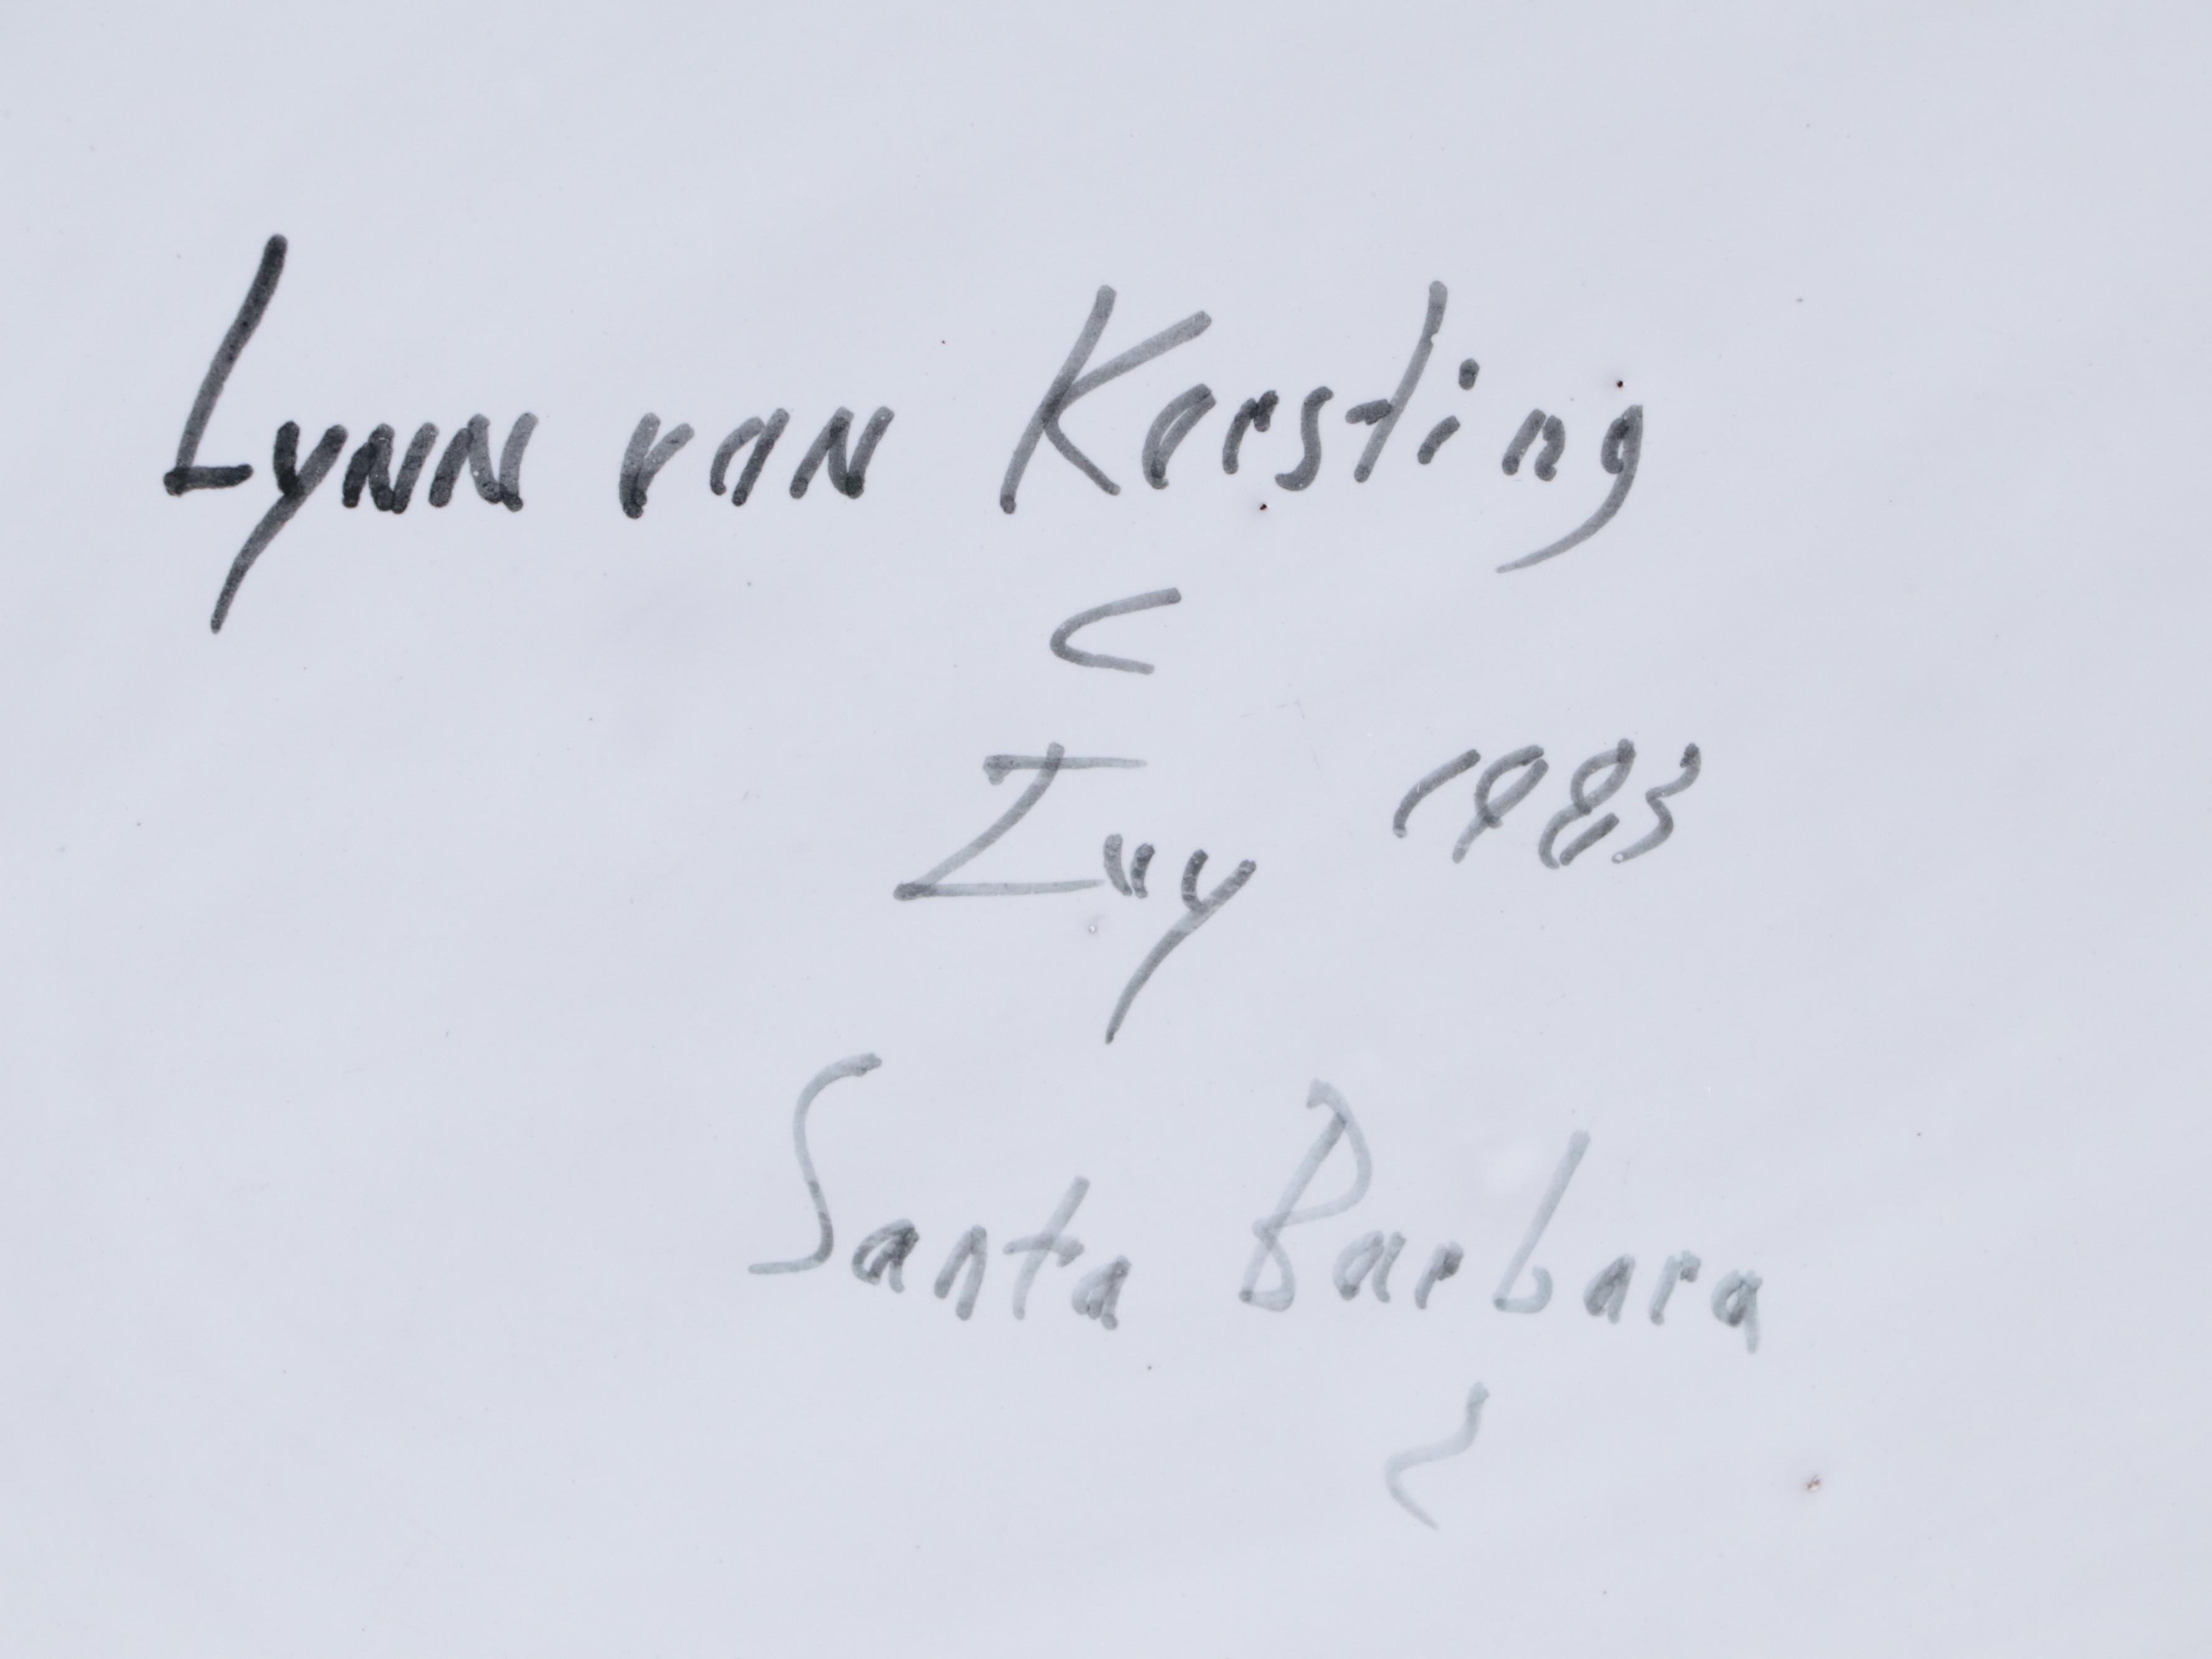 Lynn van Kersting
c
Ivy 1983
Santa Barbara